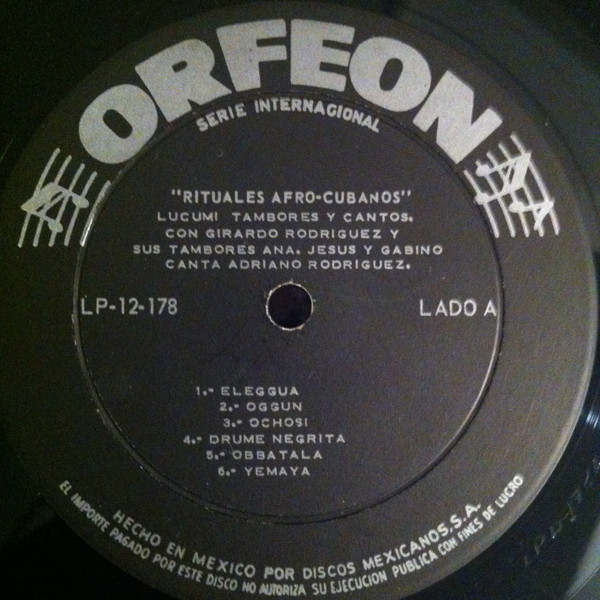 ORFEON
SERIE INTERNACIONAL
"RITUALES AFRO-CUBANOS"
LUCUMI TAMBORES Y CANTOS.
CON GIRARDO RODRIGUEZ Y
SUS TAMBORES ANA. JESUS Y GABINO
CANTA ADRIANO RODRIGUEZ.
LP-12-178
LADO A
1.- ELEGGUA
2.- OGGUN
3.- OCHOSI
4.- DRUME NEGRITA
5.- OBBATALA
6.- YEMAYA
HECHO EN MEXICO POR DISCOS MEXICANOS, S.A.
EL IMPORTE PAGADO POR ESTE DISCO NO AUTORIZA SU EJECUCION PUBLICA CON FINES DE LUCRO